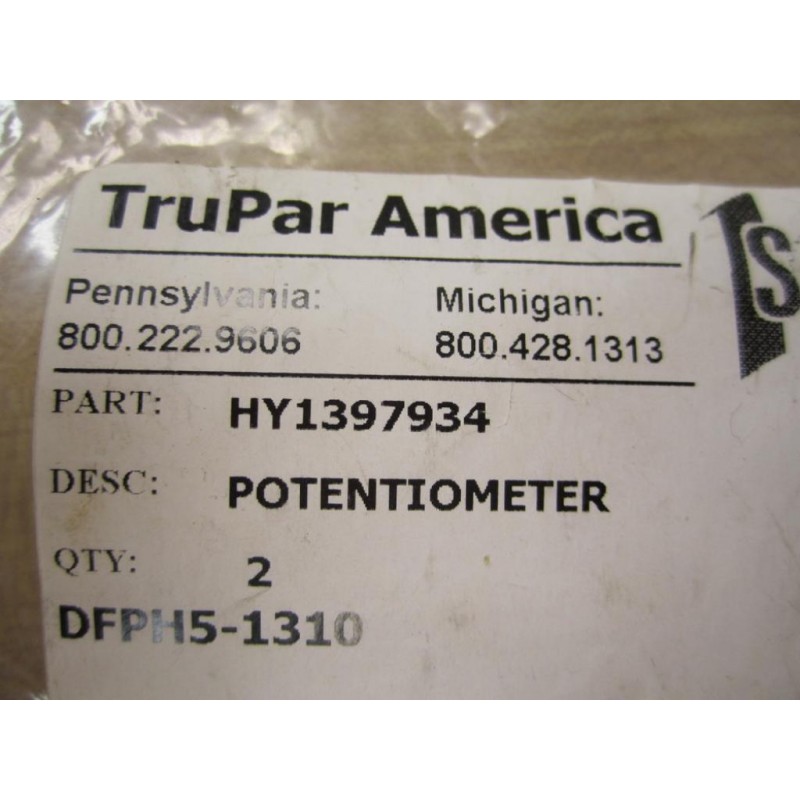 TruPar America
Pennsylvania: Michigan:
800.222.9606 800.428.1313
PART: HY1397934
DESC: POTENTIOMETER
QTY: 2
DFPH5-1310
S